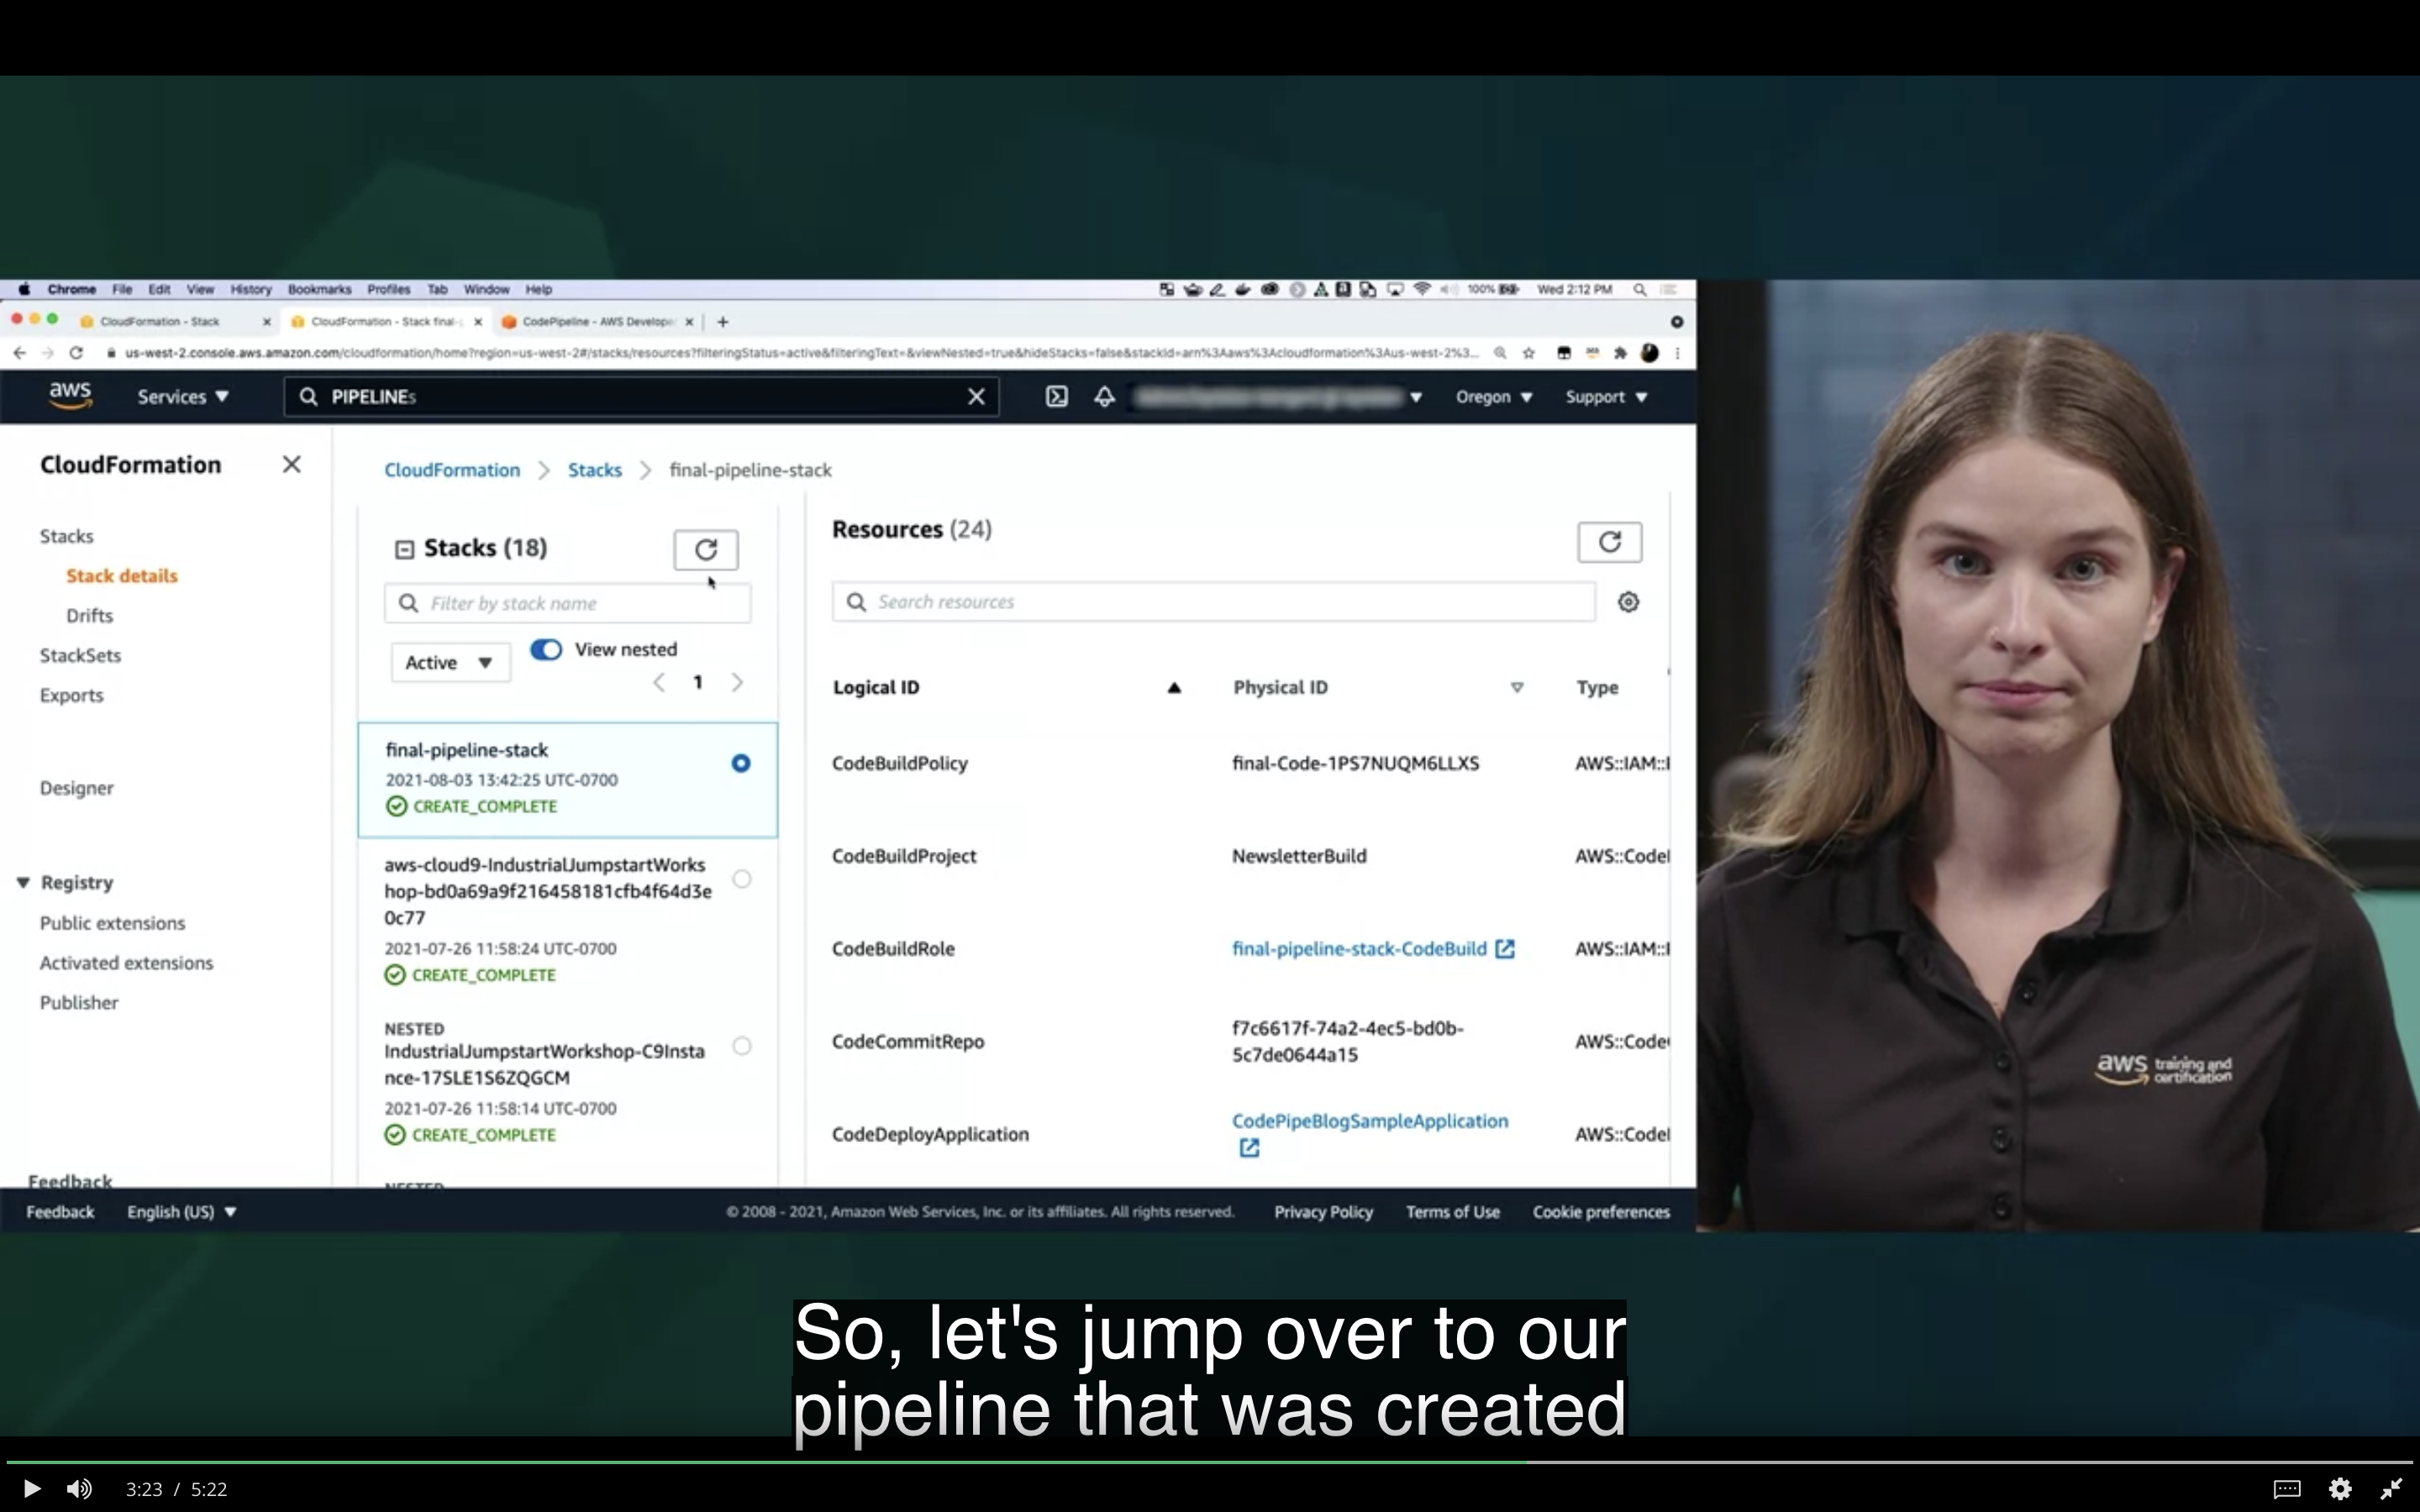 Chrome File Edit View History Bookmarks Profiles Tab Window Help 100% Wed 2:12 PM
CloudFormation - Stack CloudFormation - Stack final- CodePipeline - AWS Develope
us-west-2.console.aws.amazon.com/cloudformation/home?region=us-west-2#/stacks/resources?filteringStatus=active&filteringText=&viewNested=true&hideStacks=false&stackId=arn%3Aaws%3Acloudformation%3Aus-west-2%3...
aws Services PIPELINEs Oregon Support
CloudFormation
Stacks
Stack details
Drifts
StackSets
Exports
Designer
Registry
Public extensions
Activated extensions
Publisher
Feedback
CloudFormation > Stacks > final-pipeline-stack
Stacks (18)
Filter by stack name
Active View nested
1
final-pipeline-stack
2021-08-03 13:42:25 UTC-0700
CREATE_COMPLETE
aws-cloud9-IndustrialJumpstartWorks
hop-bd0a69a9f216458181cfb4f64d3e
0c77
2021-07-26 11:58:24 UTC-0700
CREATE_COMPLETE
NESTED
IndustrialJumpstartWorkshop-C9Insta
nce-17SLE1S6ZQGCM
2021-07-26 11:58:14 UTC-0700
CREATE_COMPLETE
NESTED
Resources (24)
Search resources
Logical ID Physical ID Type
CodeBuildPolicy final-Code-1PS7NUQM6LLXS AWS::IAM::
CodeBuildProject NewsletterBuild AWS::Code
CodeBuildRole final-pipeline-stack-CodeBuild AWS::IAM::
CodeCommitRepo f7c6617f-74a2-4ec5-bd0b-
5c7de0644a15 AWS::Code
CodeDeployApplication CodePipeBlogSampleApplication AWS::Code
Feedback English (US) © 2008 - 2021, Amazon Web Services, Inc. or its affiliates. All rights reserved. Privacy Policy Terms of Use Cookie preferences
aws training and
certification
So, let's jump over to our
pipeline that was created
3:23 / 5:22